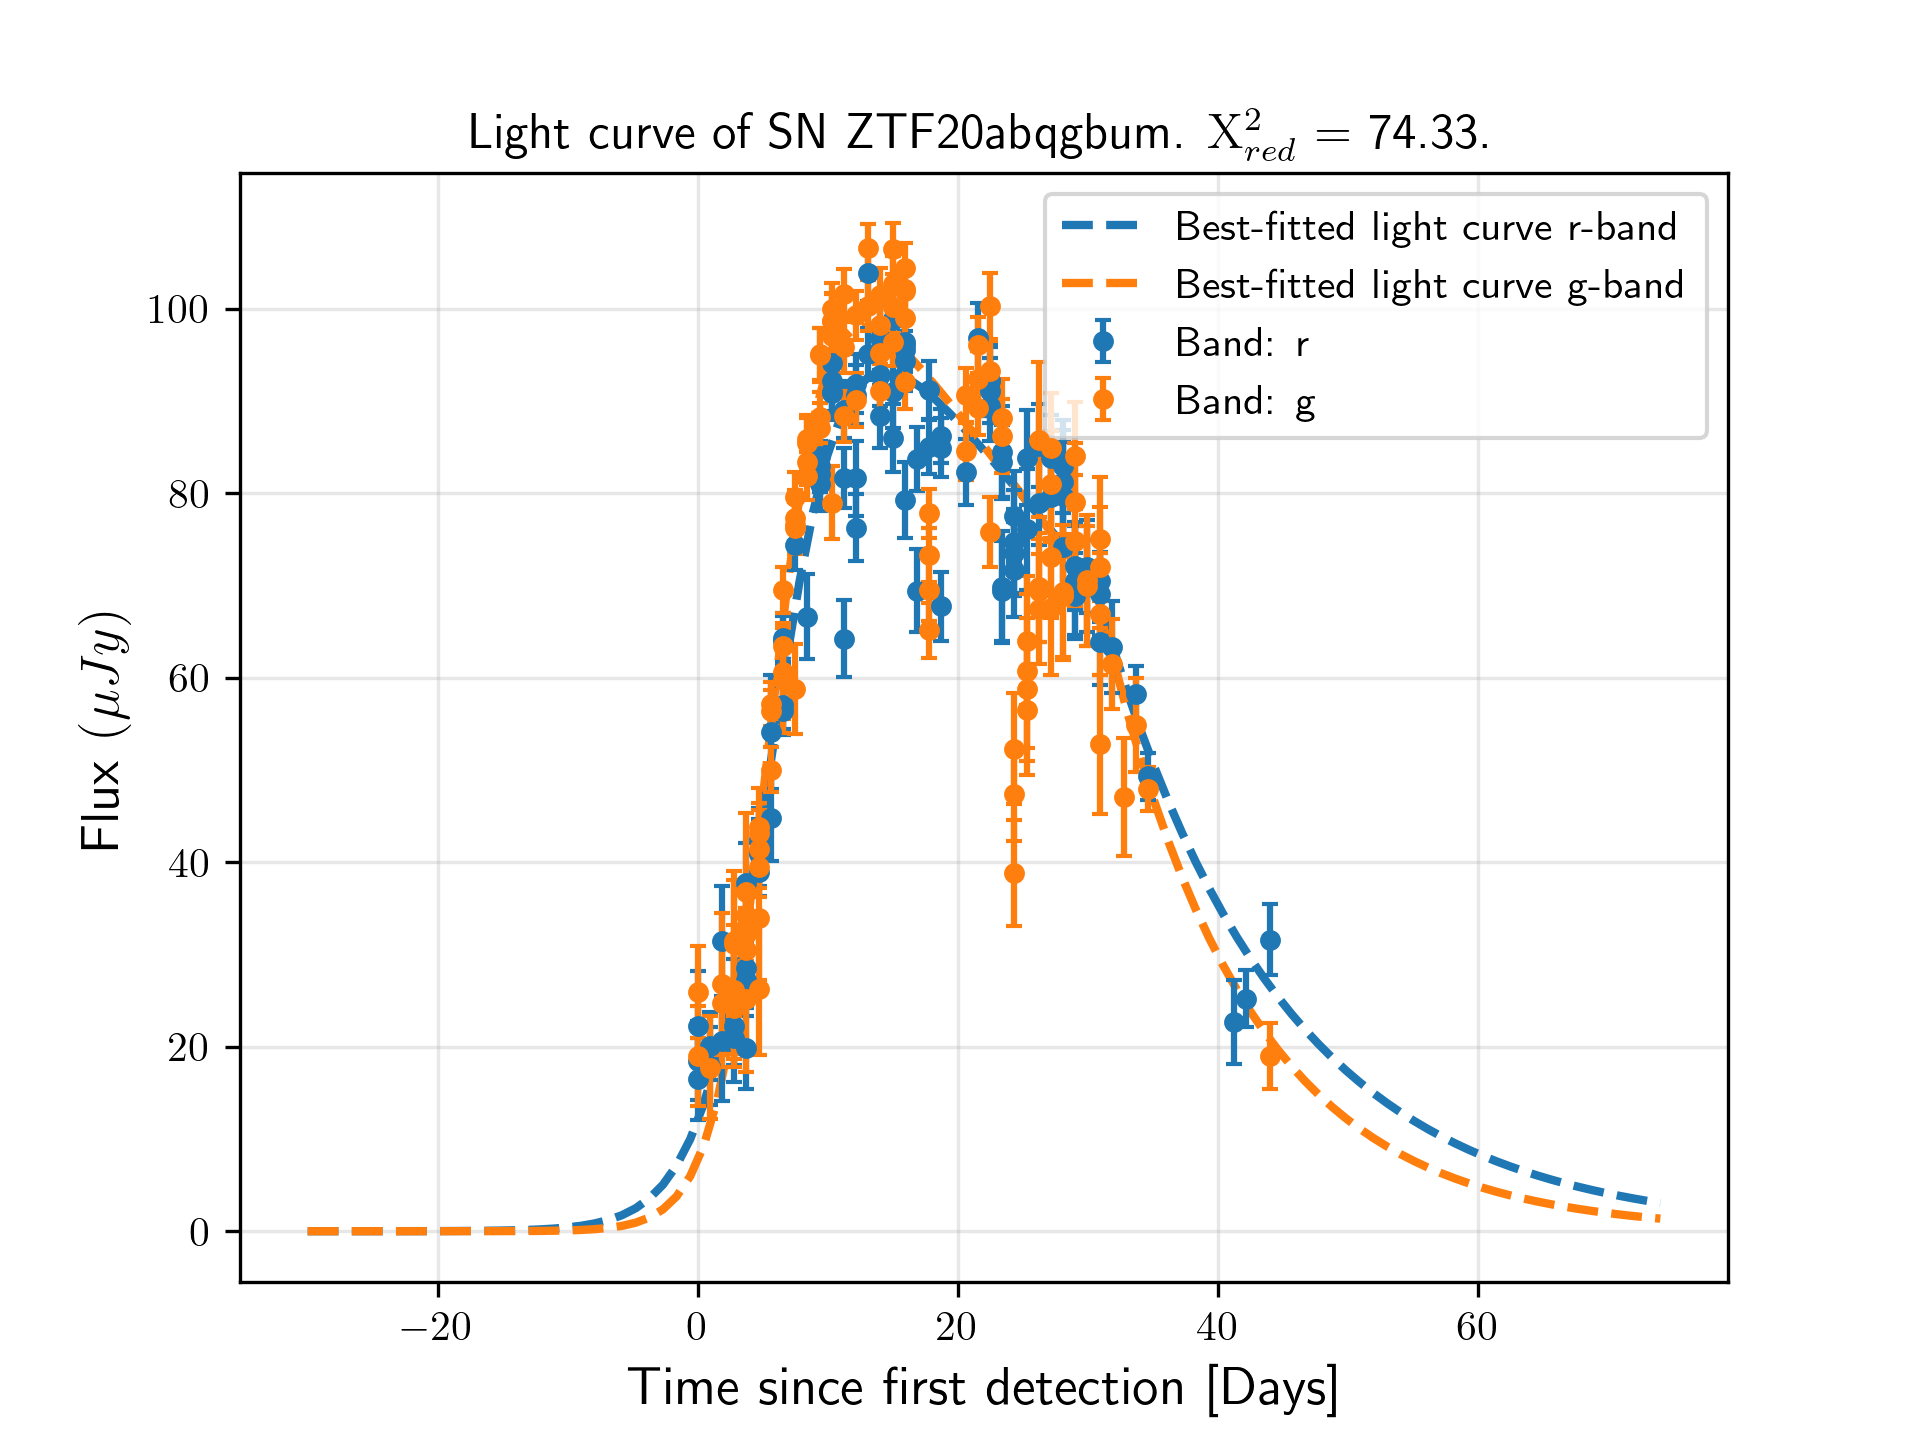 Light curve of SN ZTF20abqgbum. X²_red = 74.33.
Best-fitted light curve r-band
Best-fitted light curve g-band
Band: r
Band: g
Flux (μJy)
100
80
60
40
20
0
−20 0 20 40 60
Time since first detection [Days]